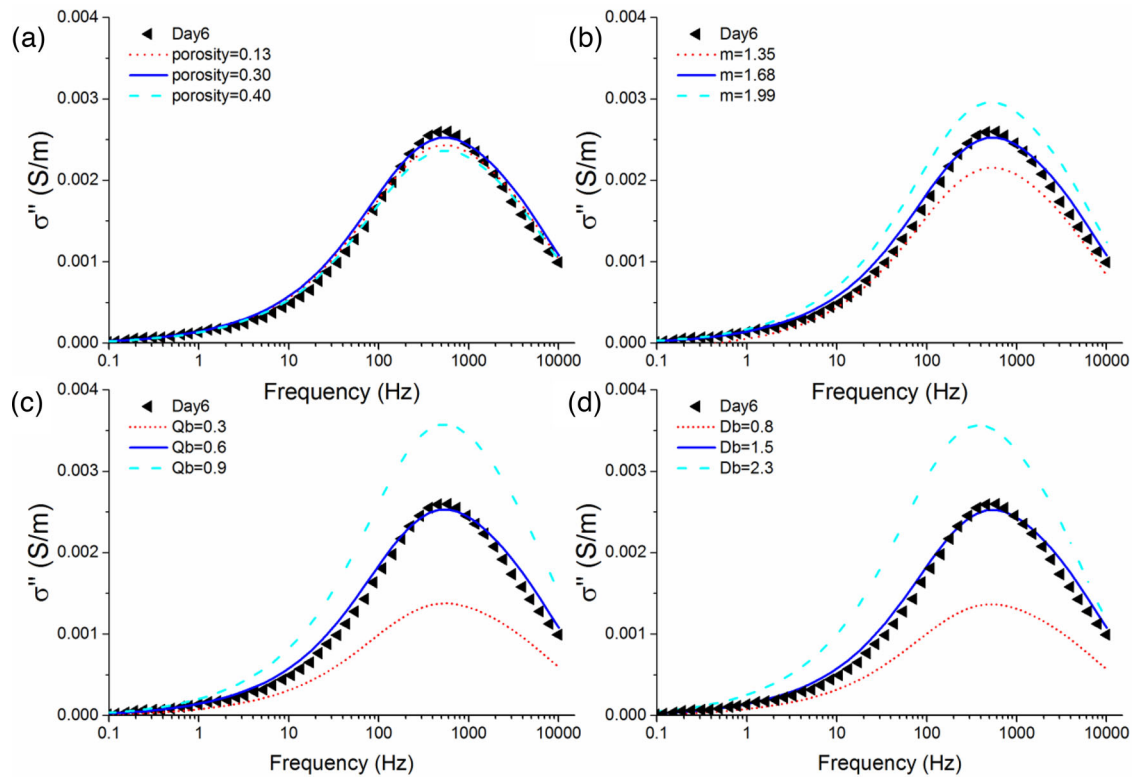 (a)
0.004
0.003
0.002
0.001
0.000
σ" (S/m)
Day6
porosity=0.13
porosity=0.30
porosity=0.40
0.1 1 10 100 1000 10000
Frequency (Hz)
(b)
0.004
0.003
0.002
0.001
0.000
σ" (S/m)
Day6
m=1.35
m=1.68
m=1.99
0.1 1 10 100 1000 10000
Frequency (Hz)
(c)
0.004
0.003
0.002
0.001
0.000
σ" (S/m)
Day6
Qb=0.3
Qb=0.6
Qb=0.9
0.1 1 10 100 1000 10000
Frequency (Hz)
(d)
0.004
0.003
0.002
0.001
0.000
σ" (S/m)
Day6
Db=0.8
Db=1.5
Db=2.3
0.1 1 10 100 1000 10000
Frequency (Hz)